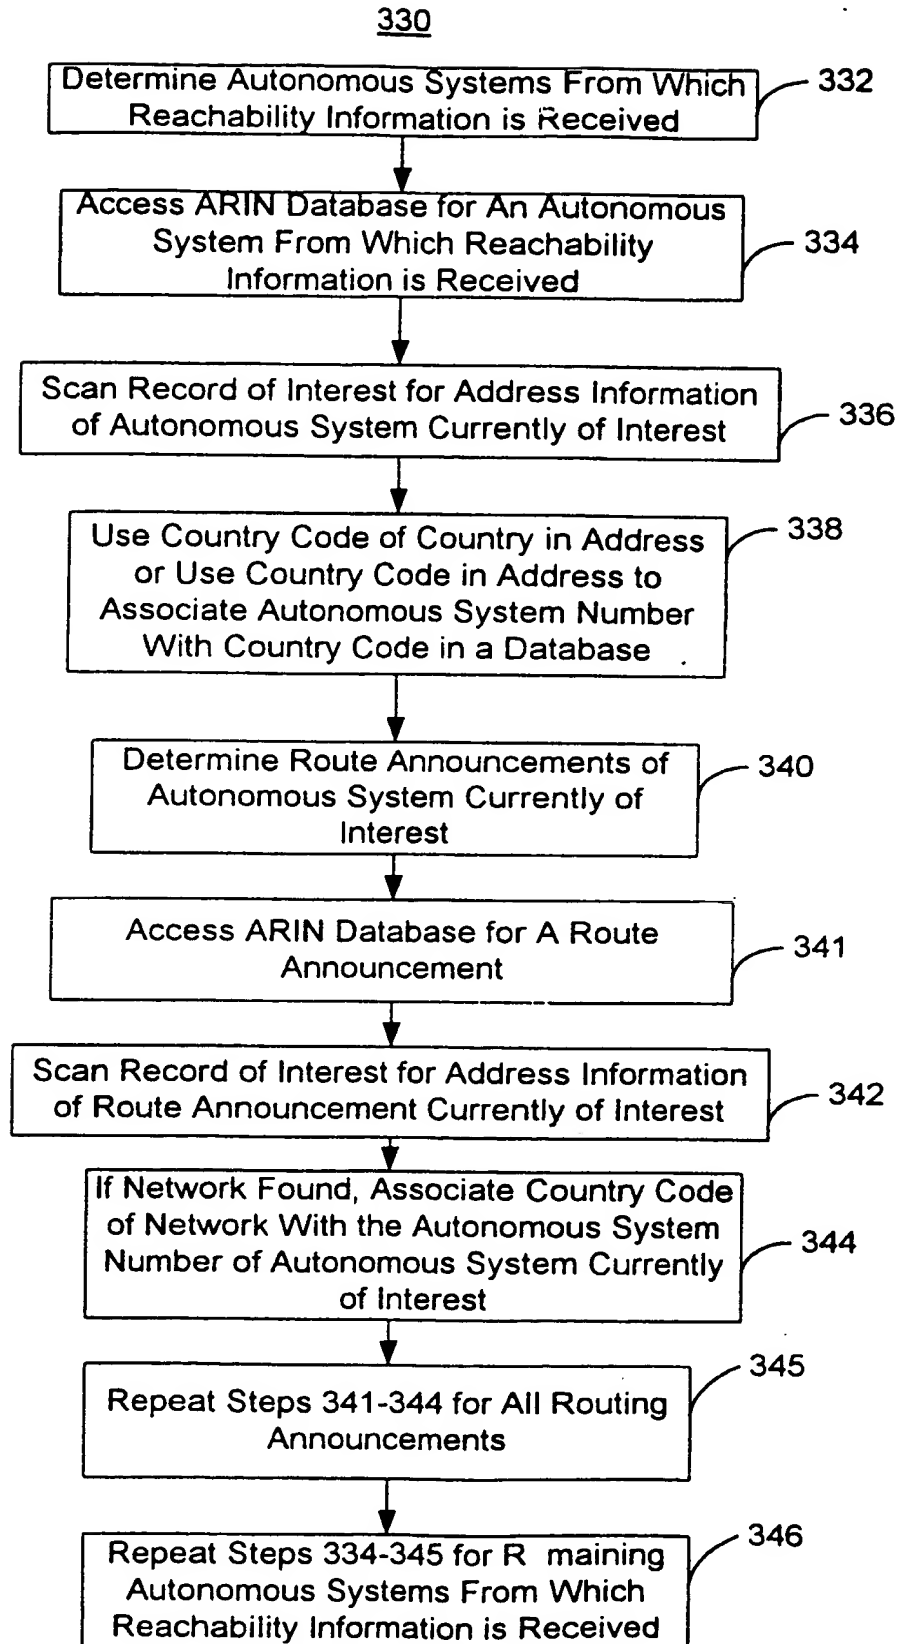 330
Determine Autonomous Systems From Which
Reachability Information is Received
332
Access ARIN Database for An Autonomous
System From Which Reachability
Information is Received
334
Scan Record of Interest for Address Information
of Autonomous System Currently of Interest
336
Use Country Code of Country in Address
or Use Country Code in Address to
Associate Autonomous System Number
With Country Code in a Database
338
Determine Route Announcements of
Autonomous System Currently of
Interest
340
Access ARIN Database for A Route
Announcement
341
Scan Record of Interest for Address Information
of Route Announcement Currently of Interest
342
If Network Found, Associate Country Code
of Network With the Autonomous System
Number of Autonomous System Currently
of Interest
344
Repeat Steps 341-344 for All Routing
Announcements
345
Repeat Steps 334-345 for R maining
Autonomous Systems From Which
Reachability Information is Received
346